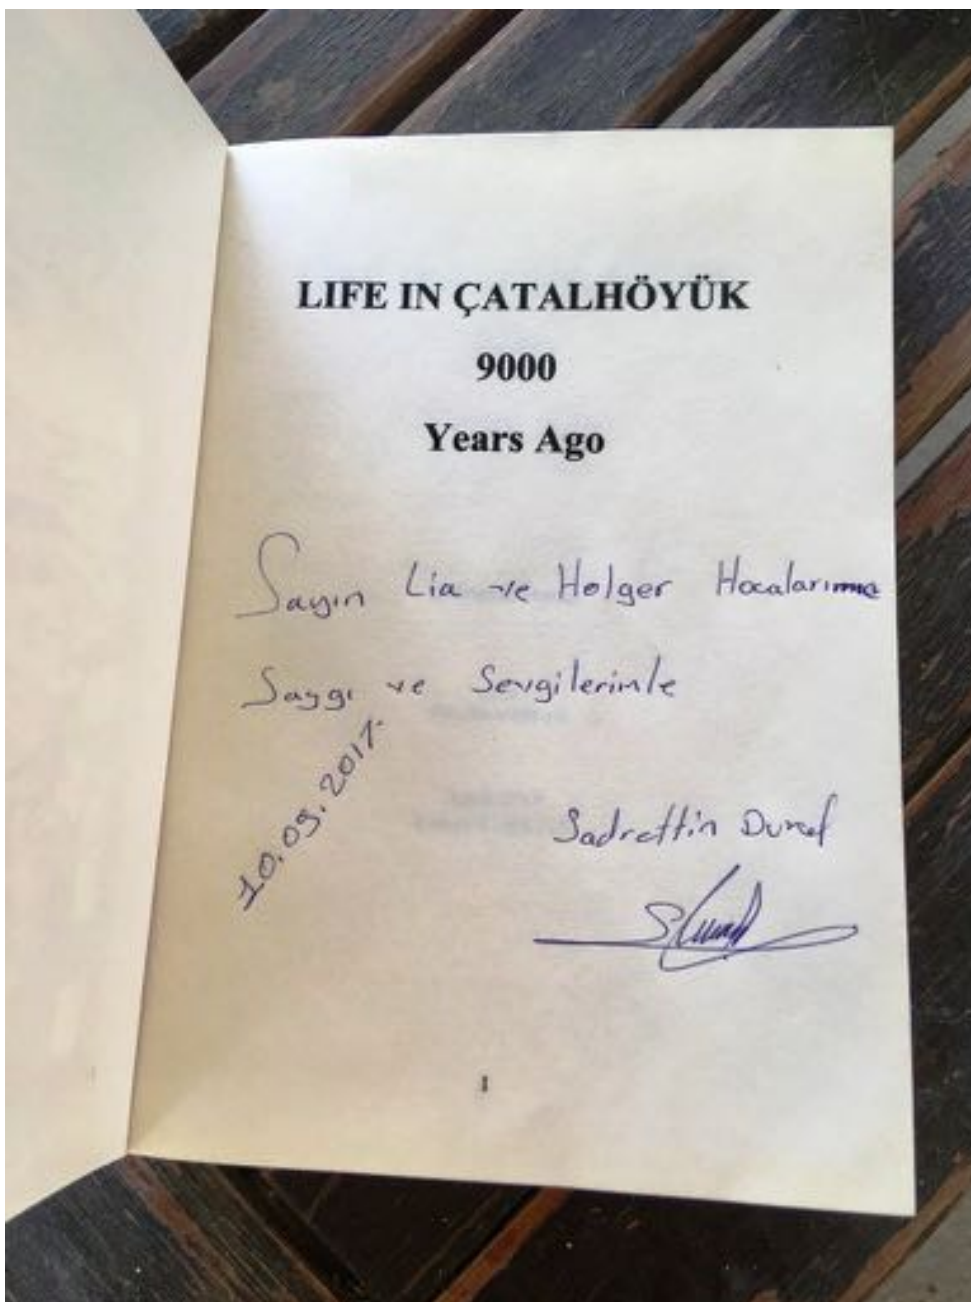 LIFE IN ÇATALHÖYÜK
9000
Years Ago
Sayın Lia ve Holger Hocalarıma
Saygı ve Sevgilerimle
10.09.2017
Sadrettin Dural
1